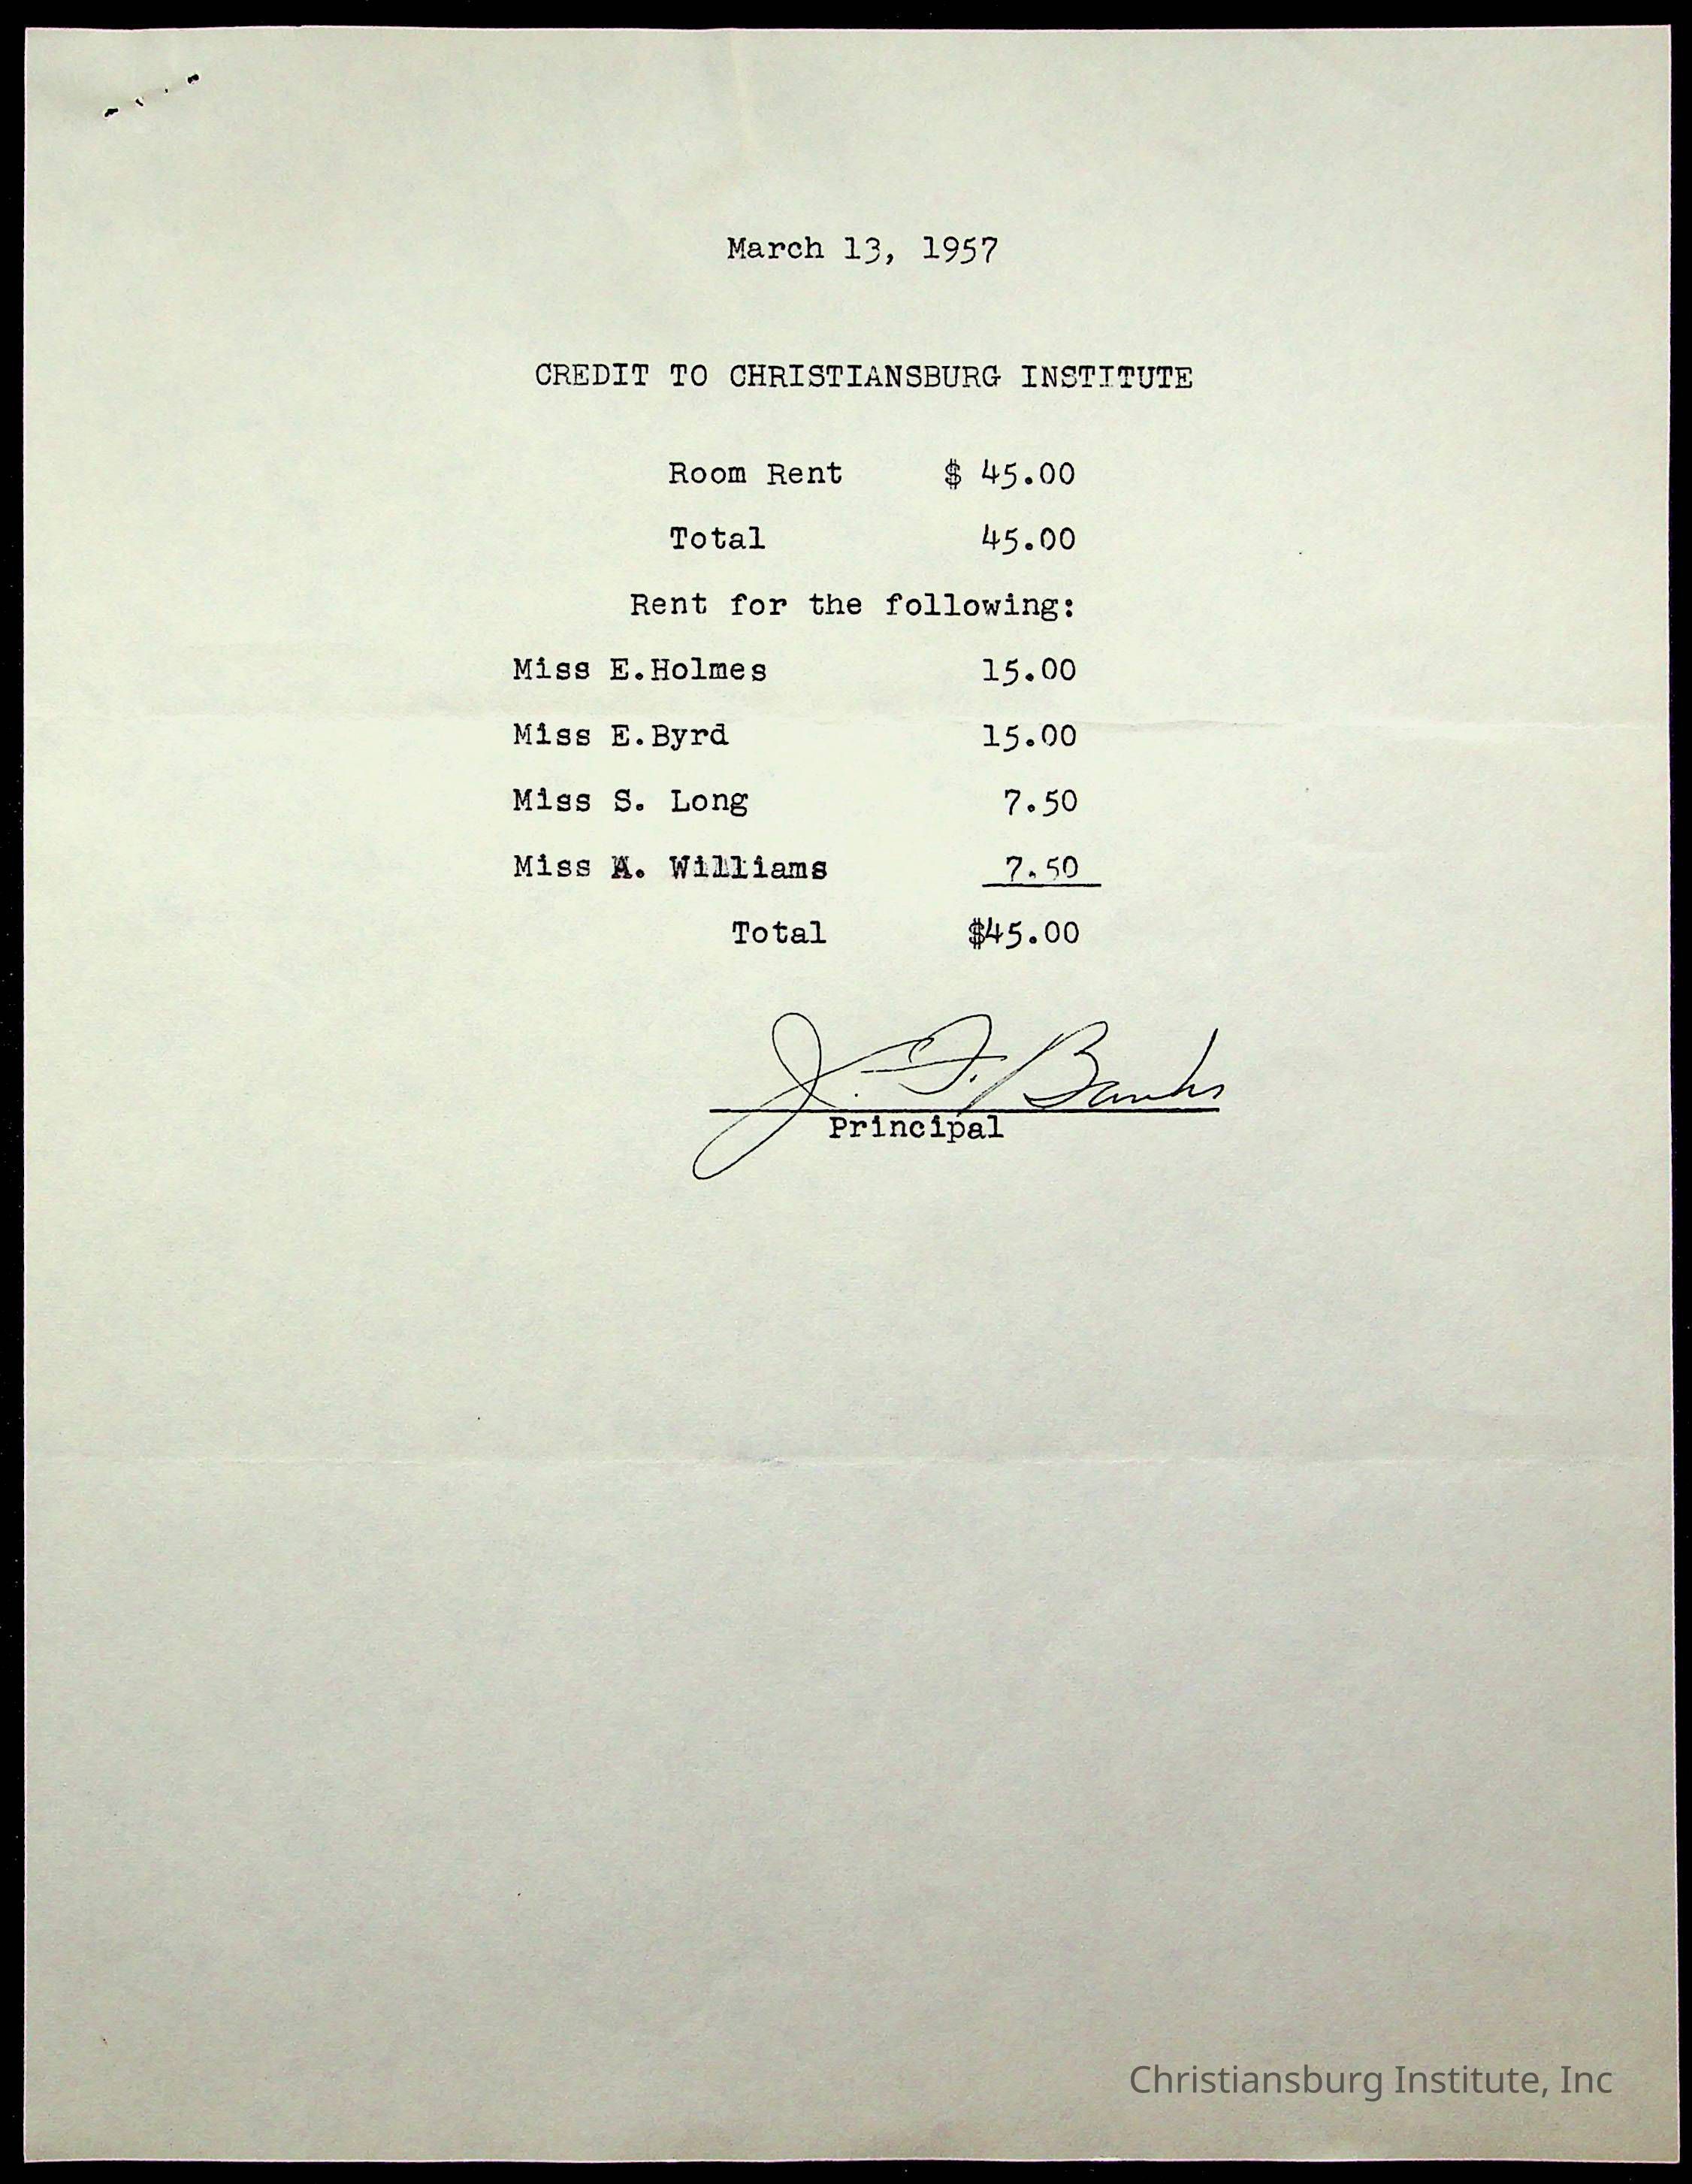 March 13, 1957
CREDIT TO CHRISTIANSBURG INSTITUTE
Room Rent $ 45.00
Total 45.00
Rent for the following:
Miss E.Holmes 15.00
Miss E.Byrd 15.00
Miss S. Long 7.50
Miss A. Williams 7.50
Total $45.00
J. F. Banks
Principal
Christiansburg Institute, Inc